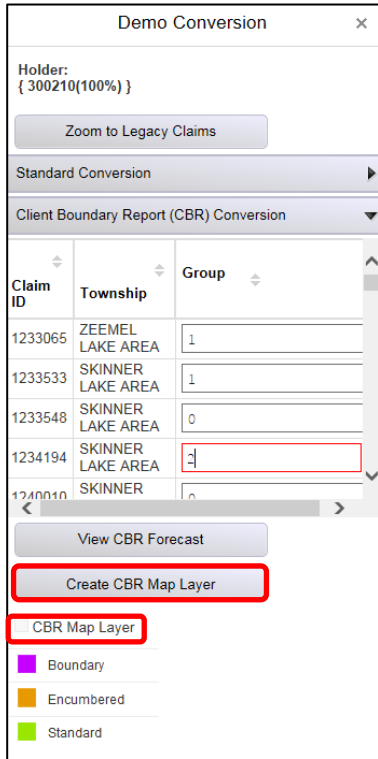 Demo Conversion ×
Holder:
{ 300210(100%) }
Zoom to Legacy Claims
Standard Conversion
Client Boundary Report (CBR) Conversion
Claim ID Township Group
1233065 ZEEMEL LAKE AREA 1
1233533 SKINNER LAKE AREA 1
1233548 SKINNER LAKE AREA 0
1234194 SKINNER LAKE AREA 2
1240010 SKINNER 0
View CBR Forecast
Create CBR Map Layer
CBR Map Layer
Boundary
Encumbered
Standard